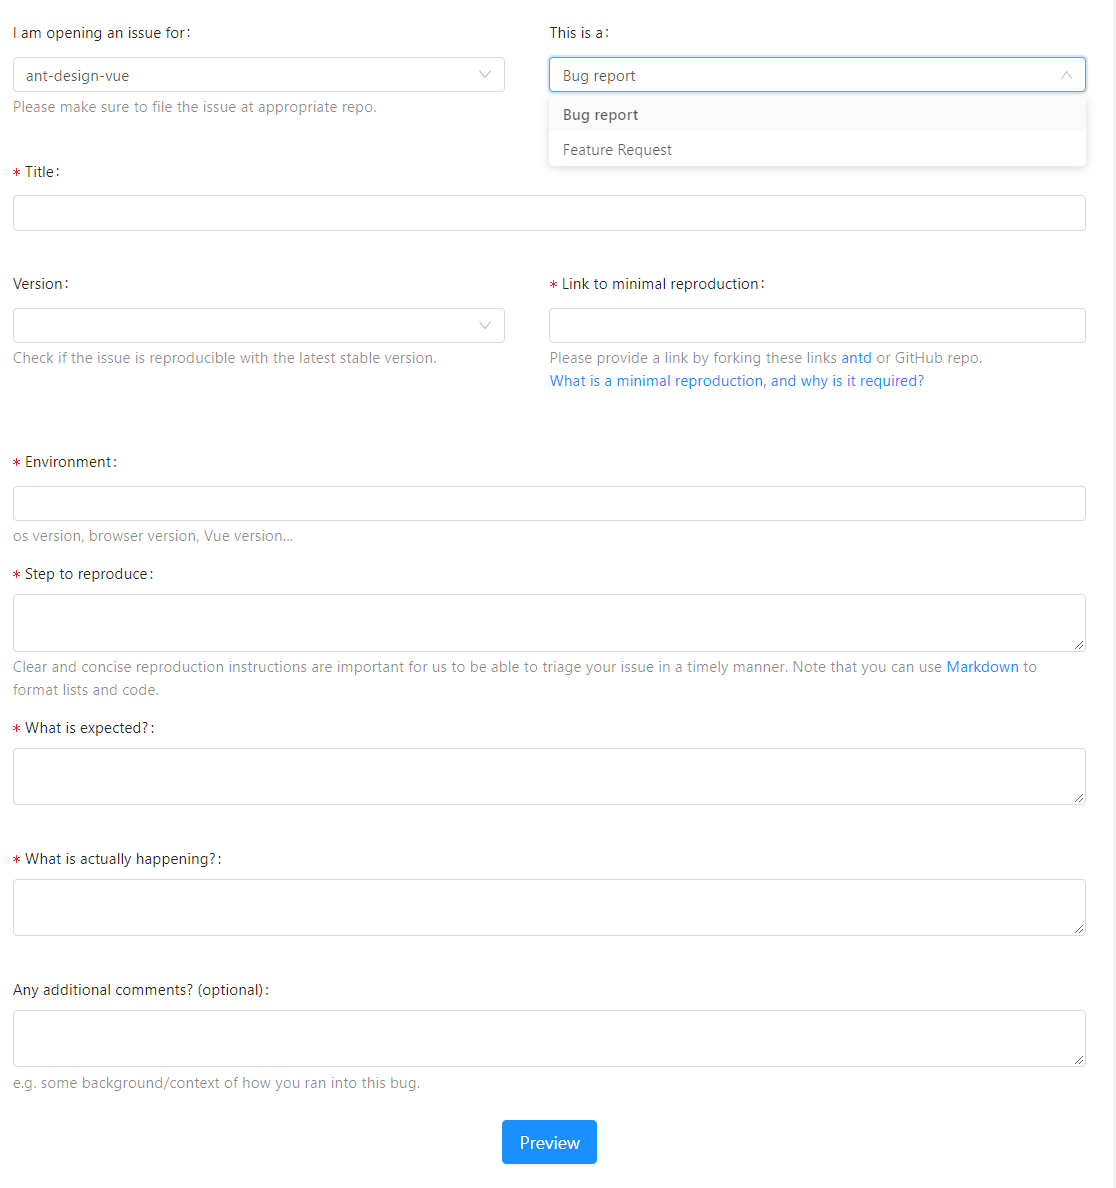 I am opening an issue for:
This is a:
ant-design-vue
Bug report
Please make sure to file the issue at appropriate repo.
Bug report
Feature Request
* Title:
Version:
* Link to minimal reproduction:
Check if the issue is reproducible with the latest stable version.
Please provide a link by forking these links antd or GitHub repo.
What is a minimal reproduction, and why is it required?
* Environment:
os version, browser version, Vue version...
* Step to reproduce:
Clear and concise reproduction instructions are important for us to be able to triage your issue in a timely manner. Note that you can use Markdown to
format lists and code.
* What is expected?:
* What is actually happening?:
Any additional comments? (optional):
e.g. some background/context of how you ran into this bug.
Preview